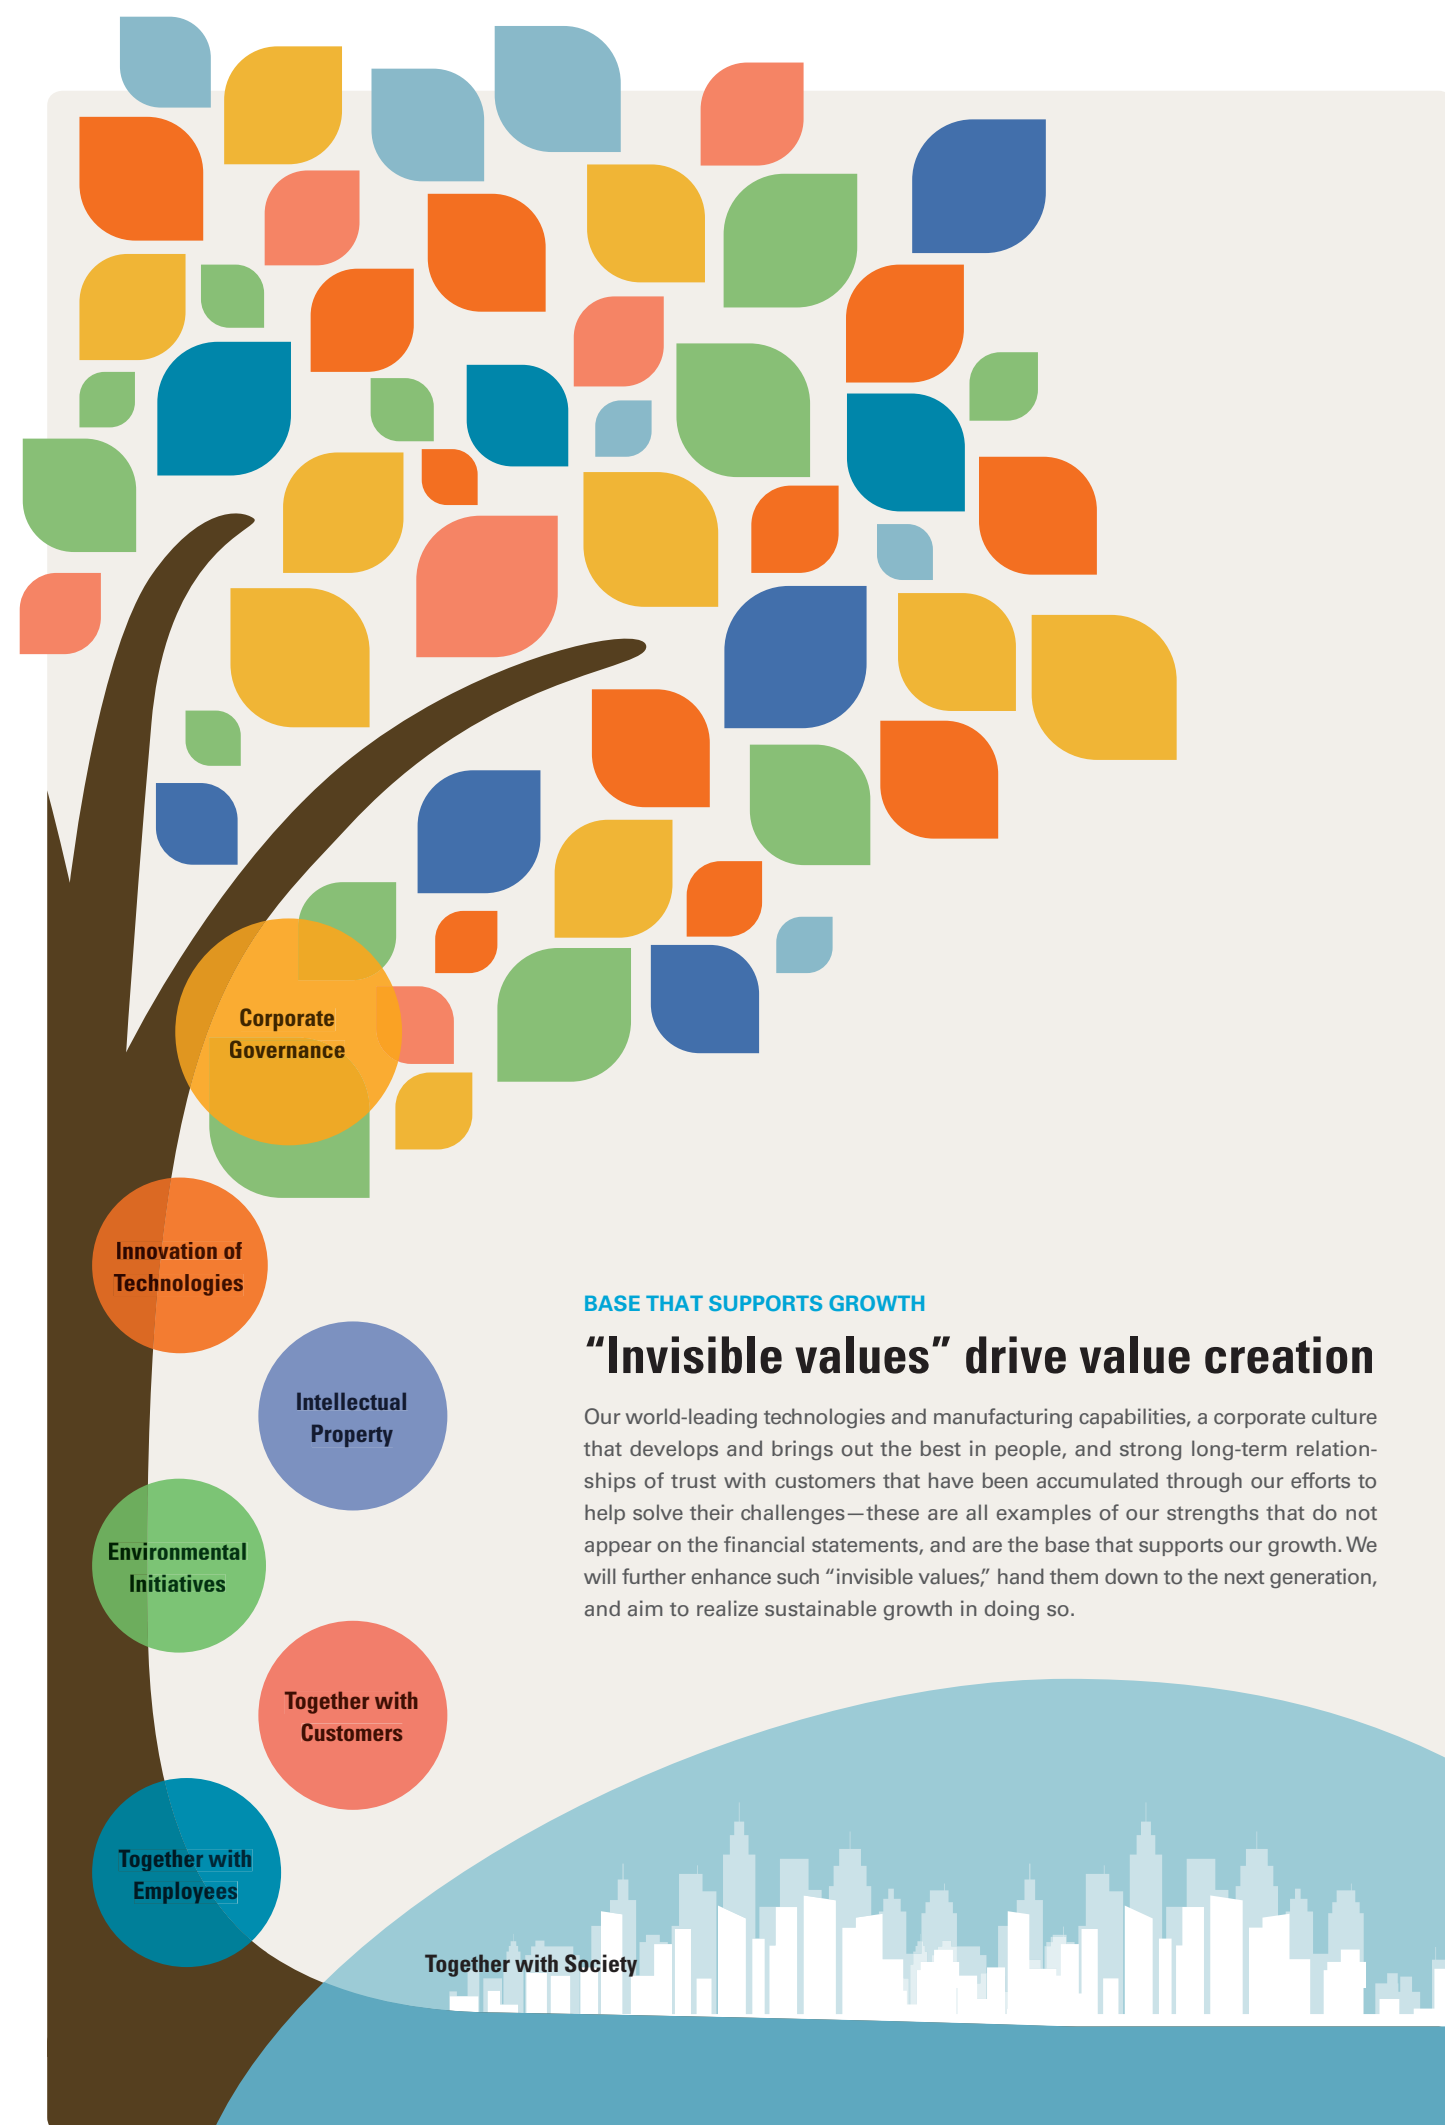 Corporate
Governance
Innovation of
Technologies
BASE THAT SUPPORTS GROWTH
“Invisible values” drive value creation
Intellectual
Property
Our world-leading technologies and manufacturing capabilities, a corporate culture
that develops and brings out the best in people, and strong long-term relation-
ships of trust with customers that have been accumulated through our efforts to
help solve their challenges—these are all examples of our strengths that do not
appear on the financial statements, and are the base that supports our growth. We
will further enhance such “invisible values,” hand them down to the next generation,
and aim to realize sustainable growth in doing so.
Environmental
Initiatives
Together with
Customers
Together with
Employees
Together with Society